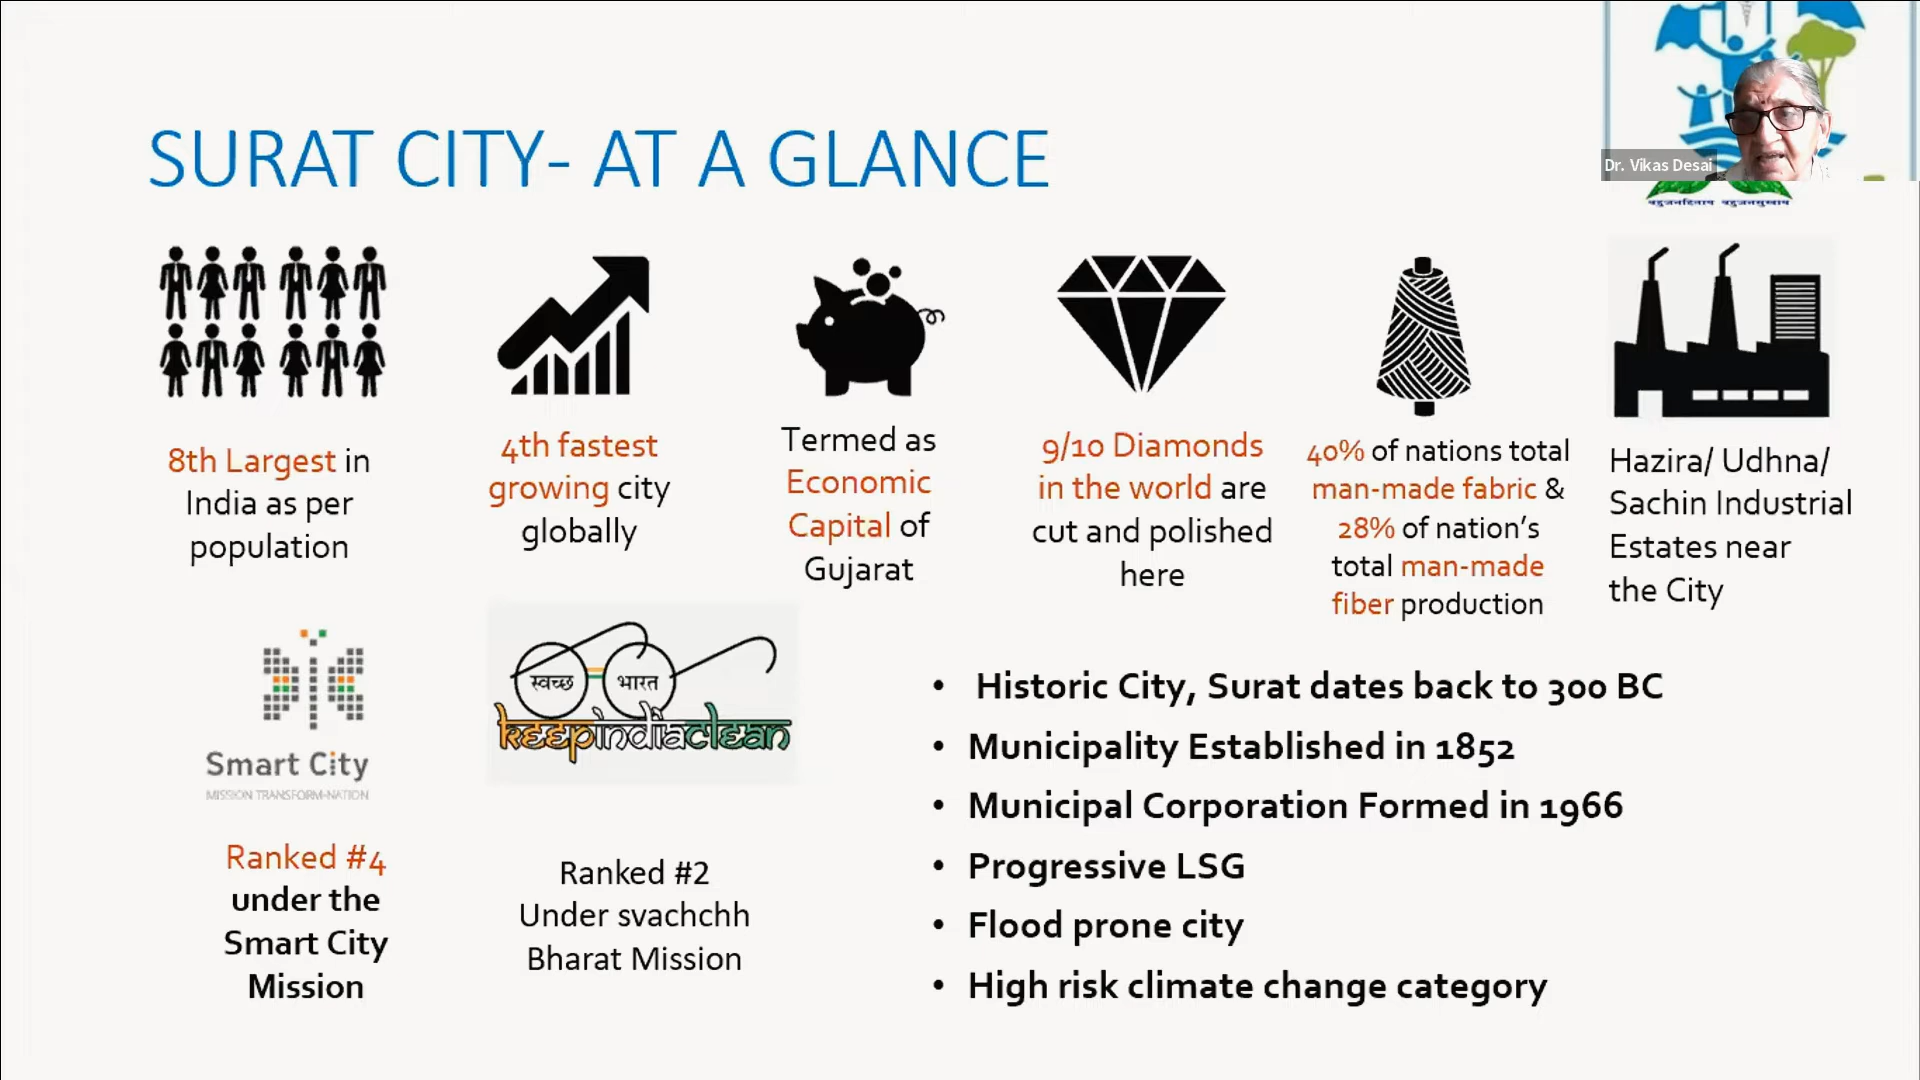 SURAT CITY- AT A GLANCE
Dr. Vikas Desai
बहुजनहिताय बहुजनसुखाय
8th Largest in
India as per
population
4th fastest
growing city
globally
Termed as
Economic
Capital of
Gujarat
9/10 Diamonds
in the world are
cut and polished
here
40% of nations total
man-made fabric &
28% of nation's
total man-made
fiber production
Hazira/ Udhna/
Sachin Industrial
Estates near
the City
Smart City
MISSION TRANSFORM-NATION
Ranked #4
under the
Smart City
Mission
स्वच्छ भारत
keepindiaclean
Ranked #2
Under svachchh
Bharat Mission
• Historic City, Surat dates back to 300 BC
• Municipality Established in 1852
• Municipal Corporation Formed in 1966
• Progressive LSG
• Flood prone city
• High risk climate change category